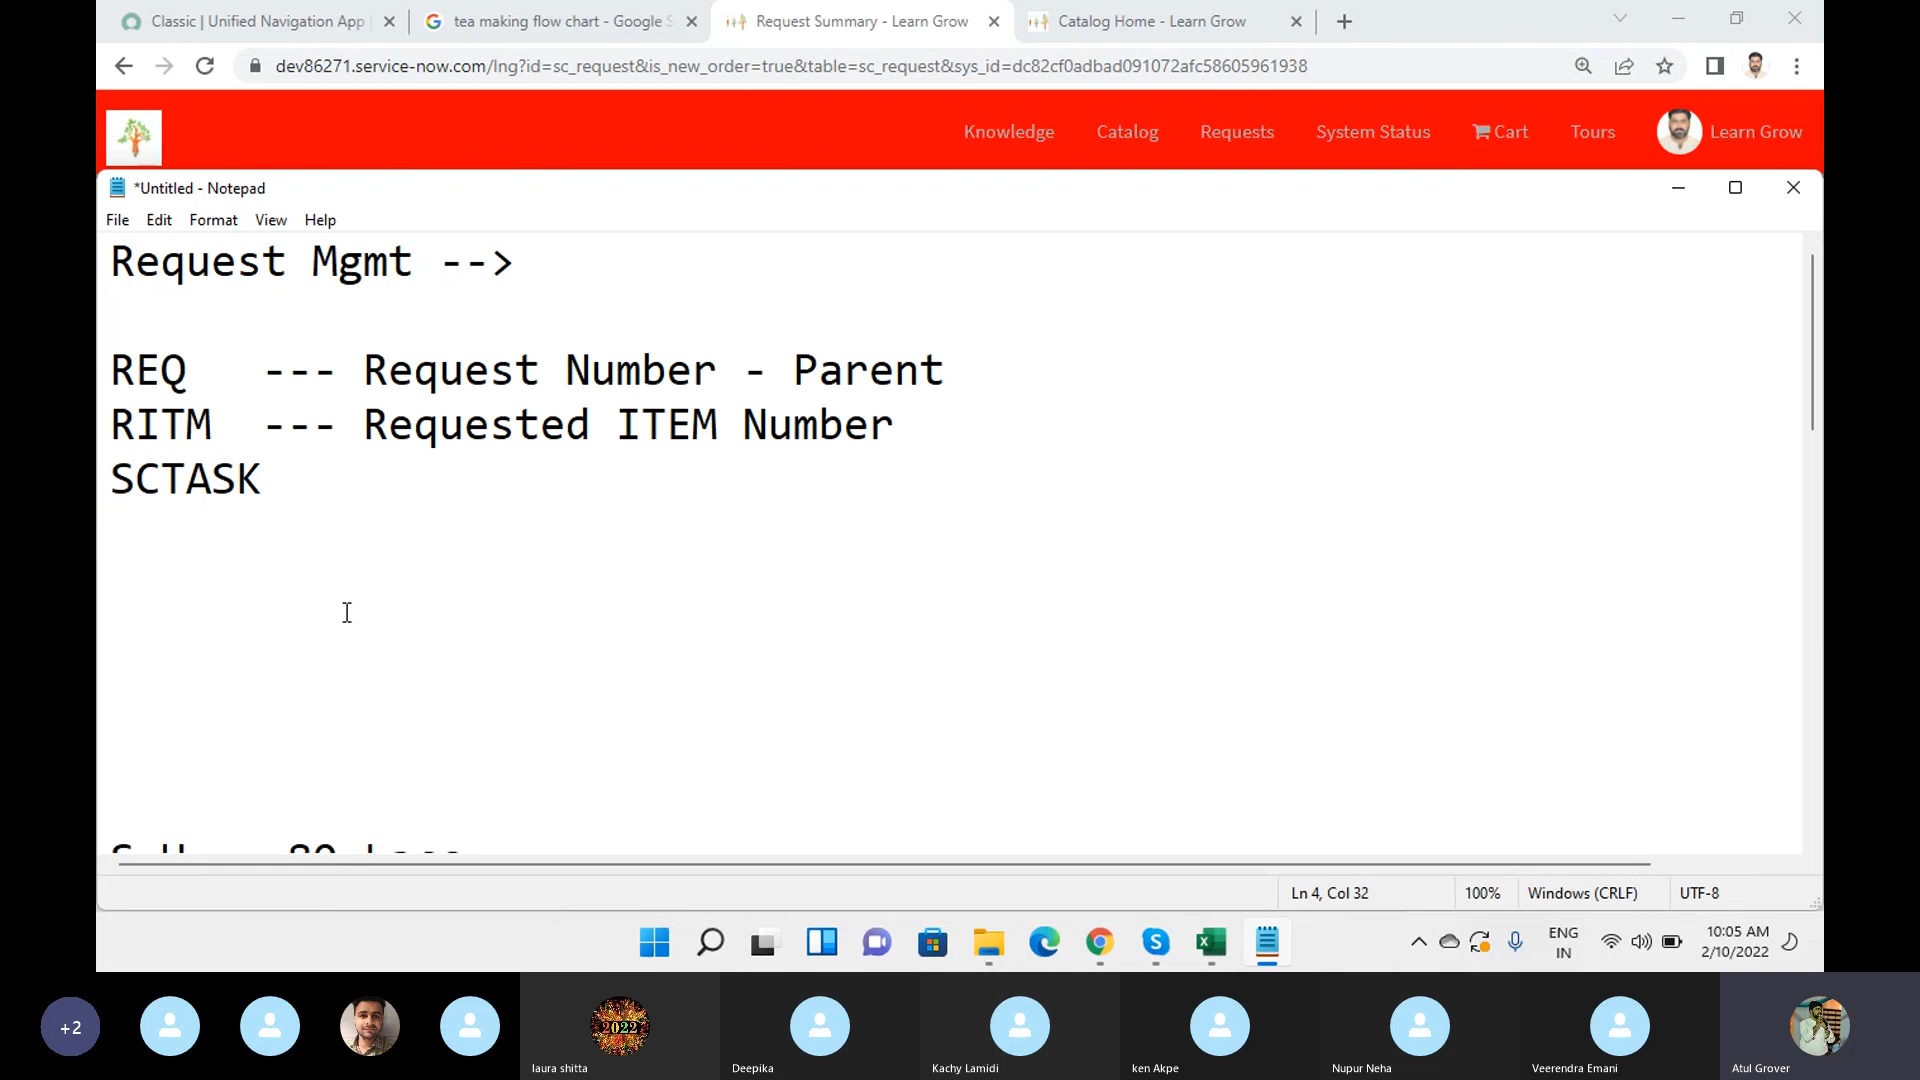 Classic | Unified Navigation App
tea making flow chart - Google S
Request Summary - Learn Grow
Catalog Home - Learn Grow
dev86271.service-now.com/lng?id=sc_request&is_new_order=true&table=sc_request&sys_id=dc82cf0adbad091072afc58605961938
Knowledge Catalog Requests System Status Cart Tours Learn Grow
*Untitled - Notepad
File Edit Format View Help
Request Mgmt -->
REQ --- Request Number - Parent
RITM --- Requested ITEM Number
SCTASK
Ln 4, Col 32 100% Windows (CRLF) UTF-8
ENG
IN
10:05 AM
2/10/2022
+2
2022
laura shitta
Deepika
Kachy Lamidi
ken Akpe
Nupur Neha
Veerendra Emani
Atul Grover